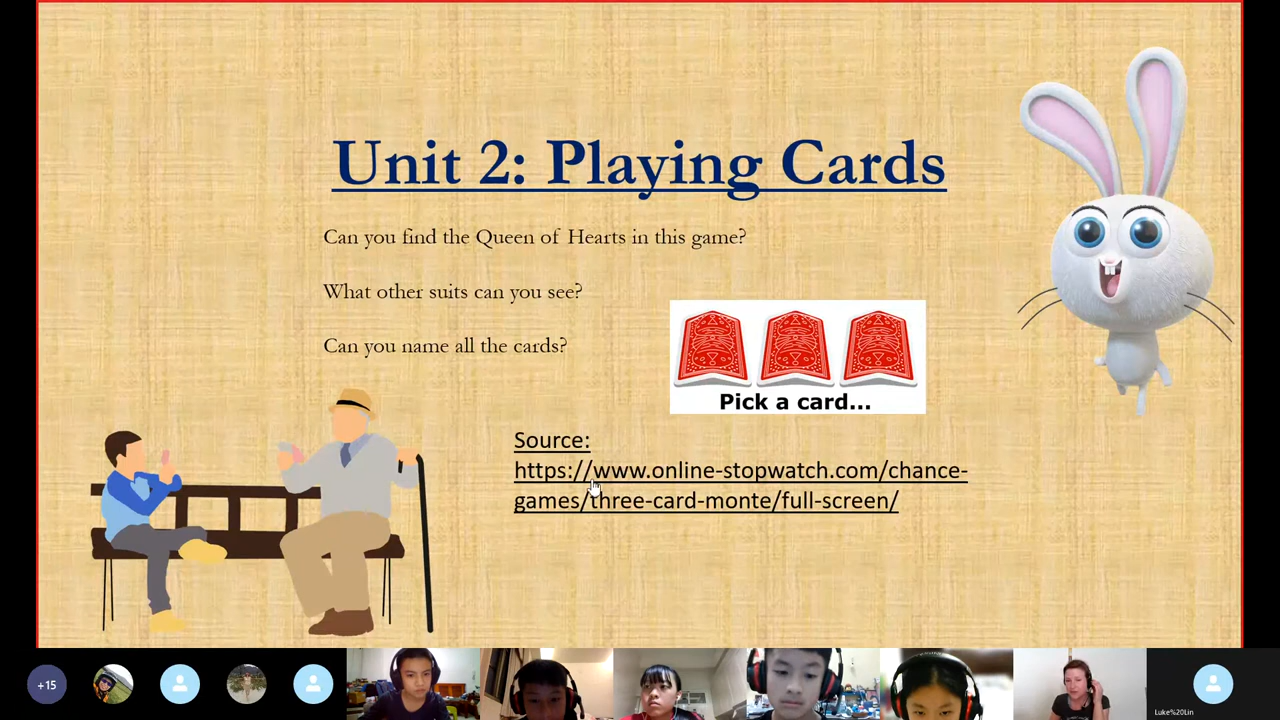 Unit 2: Playing Cards
Can you find the Queen of Hearts in this game?
What other suits can you see?
Can you name all the cards?
Pick a card...
Source:
https://www.online-stopwatch.com/chance-
games/three-card-monte/full-screen/
+15
Luke%20Lin